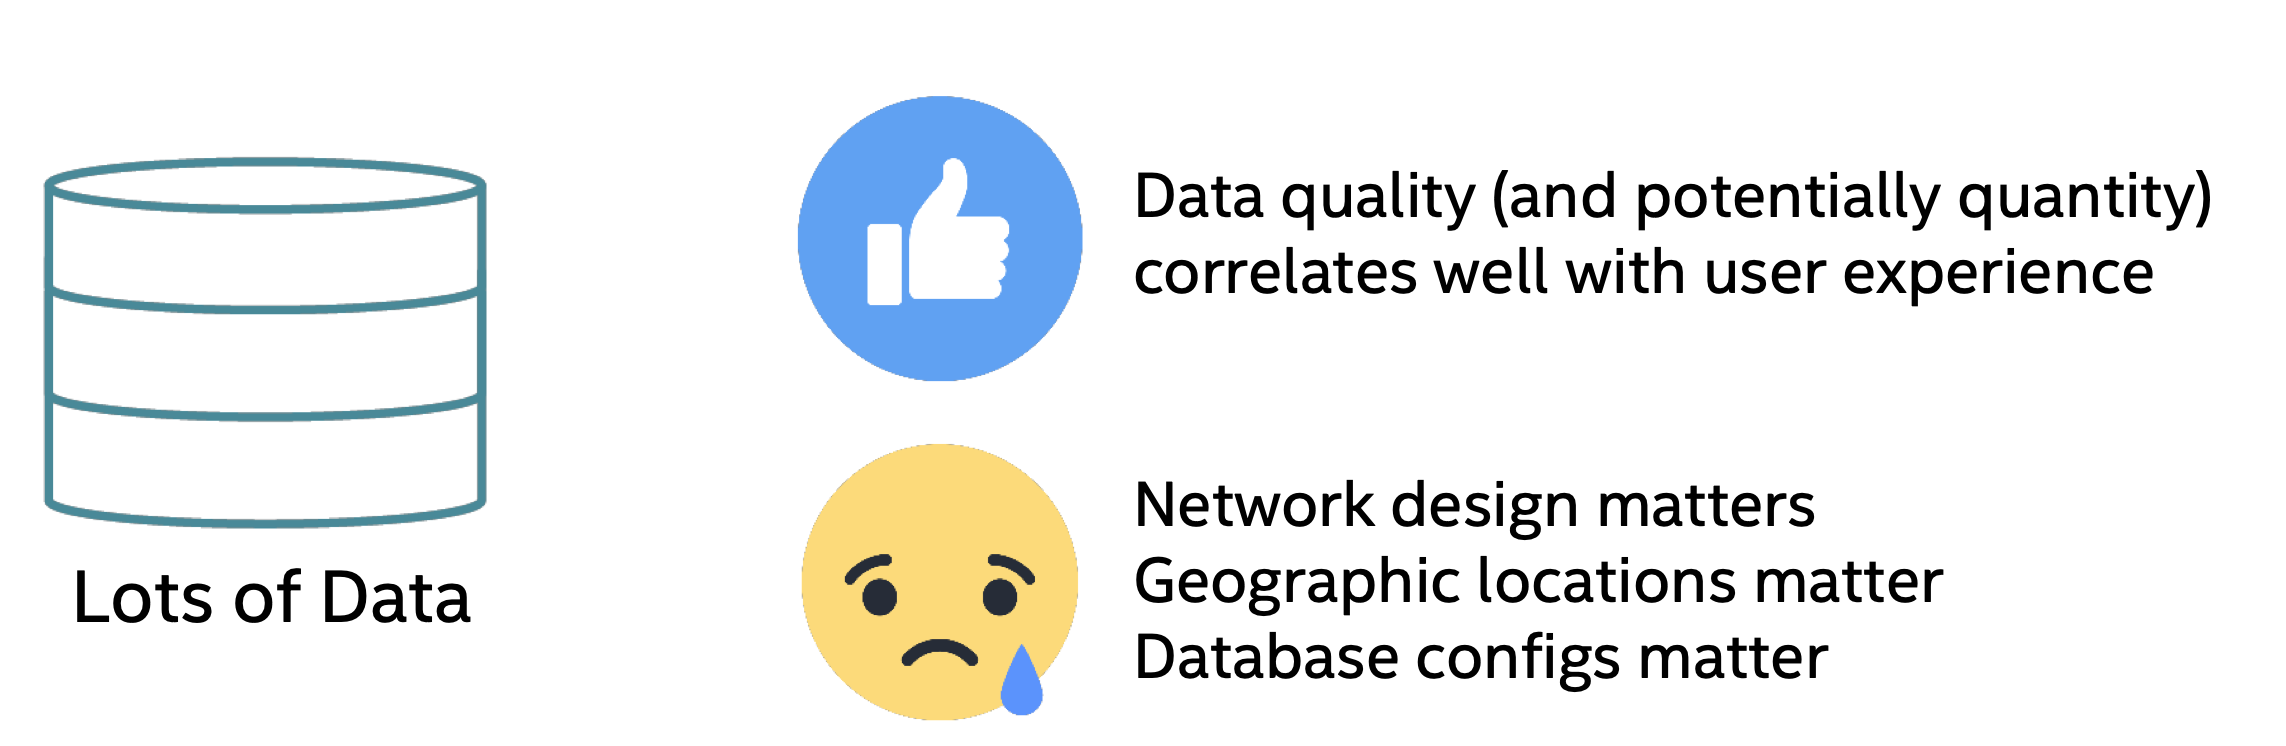 Lots of Data
Data quality (and potentially quantity)
correlates well with user experience
Network design matters
Geographic locations matter
Database configs matter